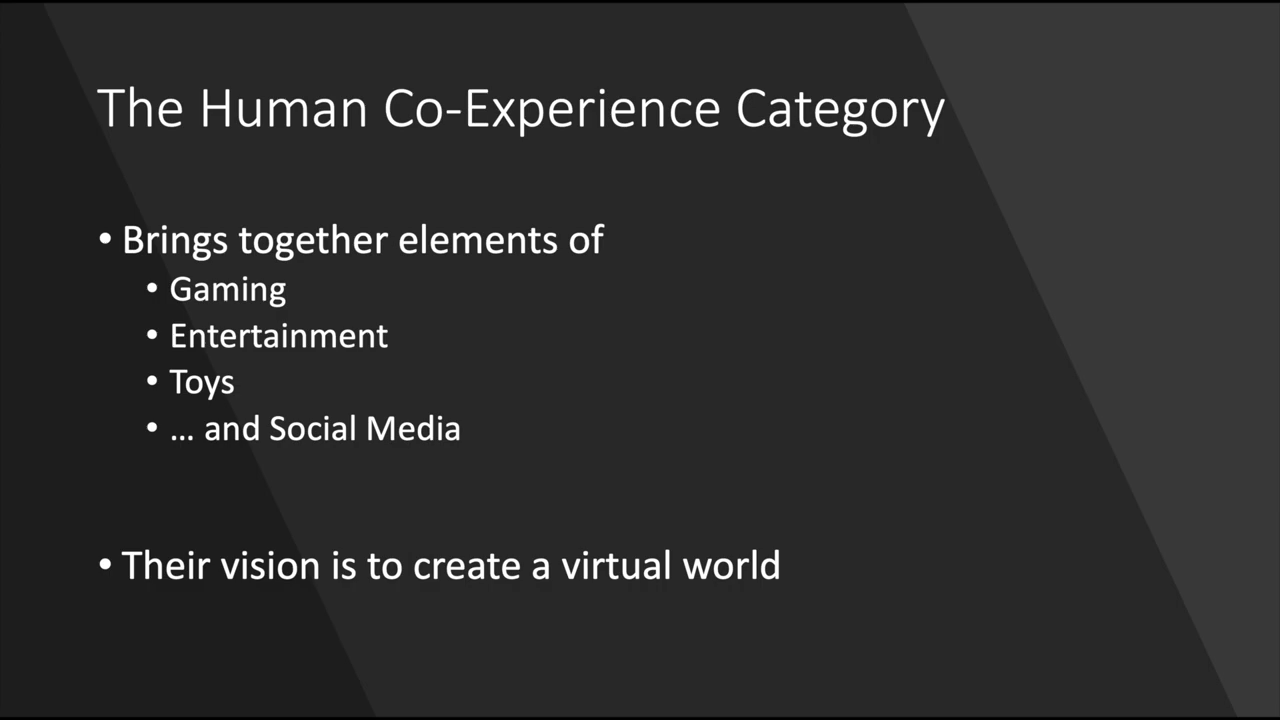 The Human Co-Experience Category
• Brings together elements of
• Gaming
• Entertainment
• Toys
• … and Social Media
• Their vision is to create a virtual world